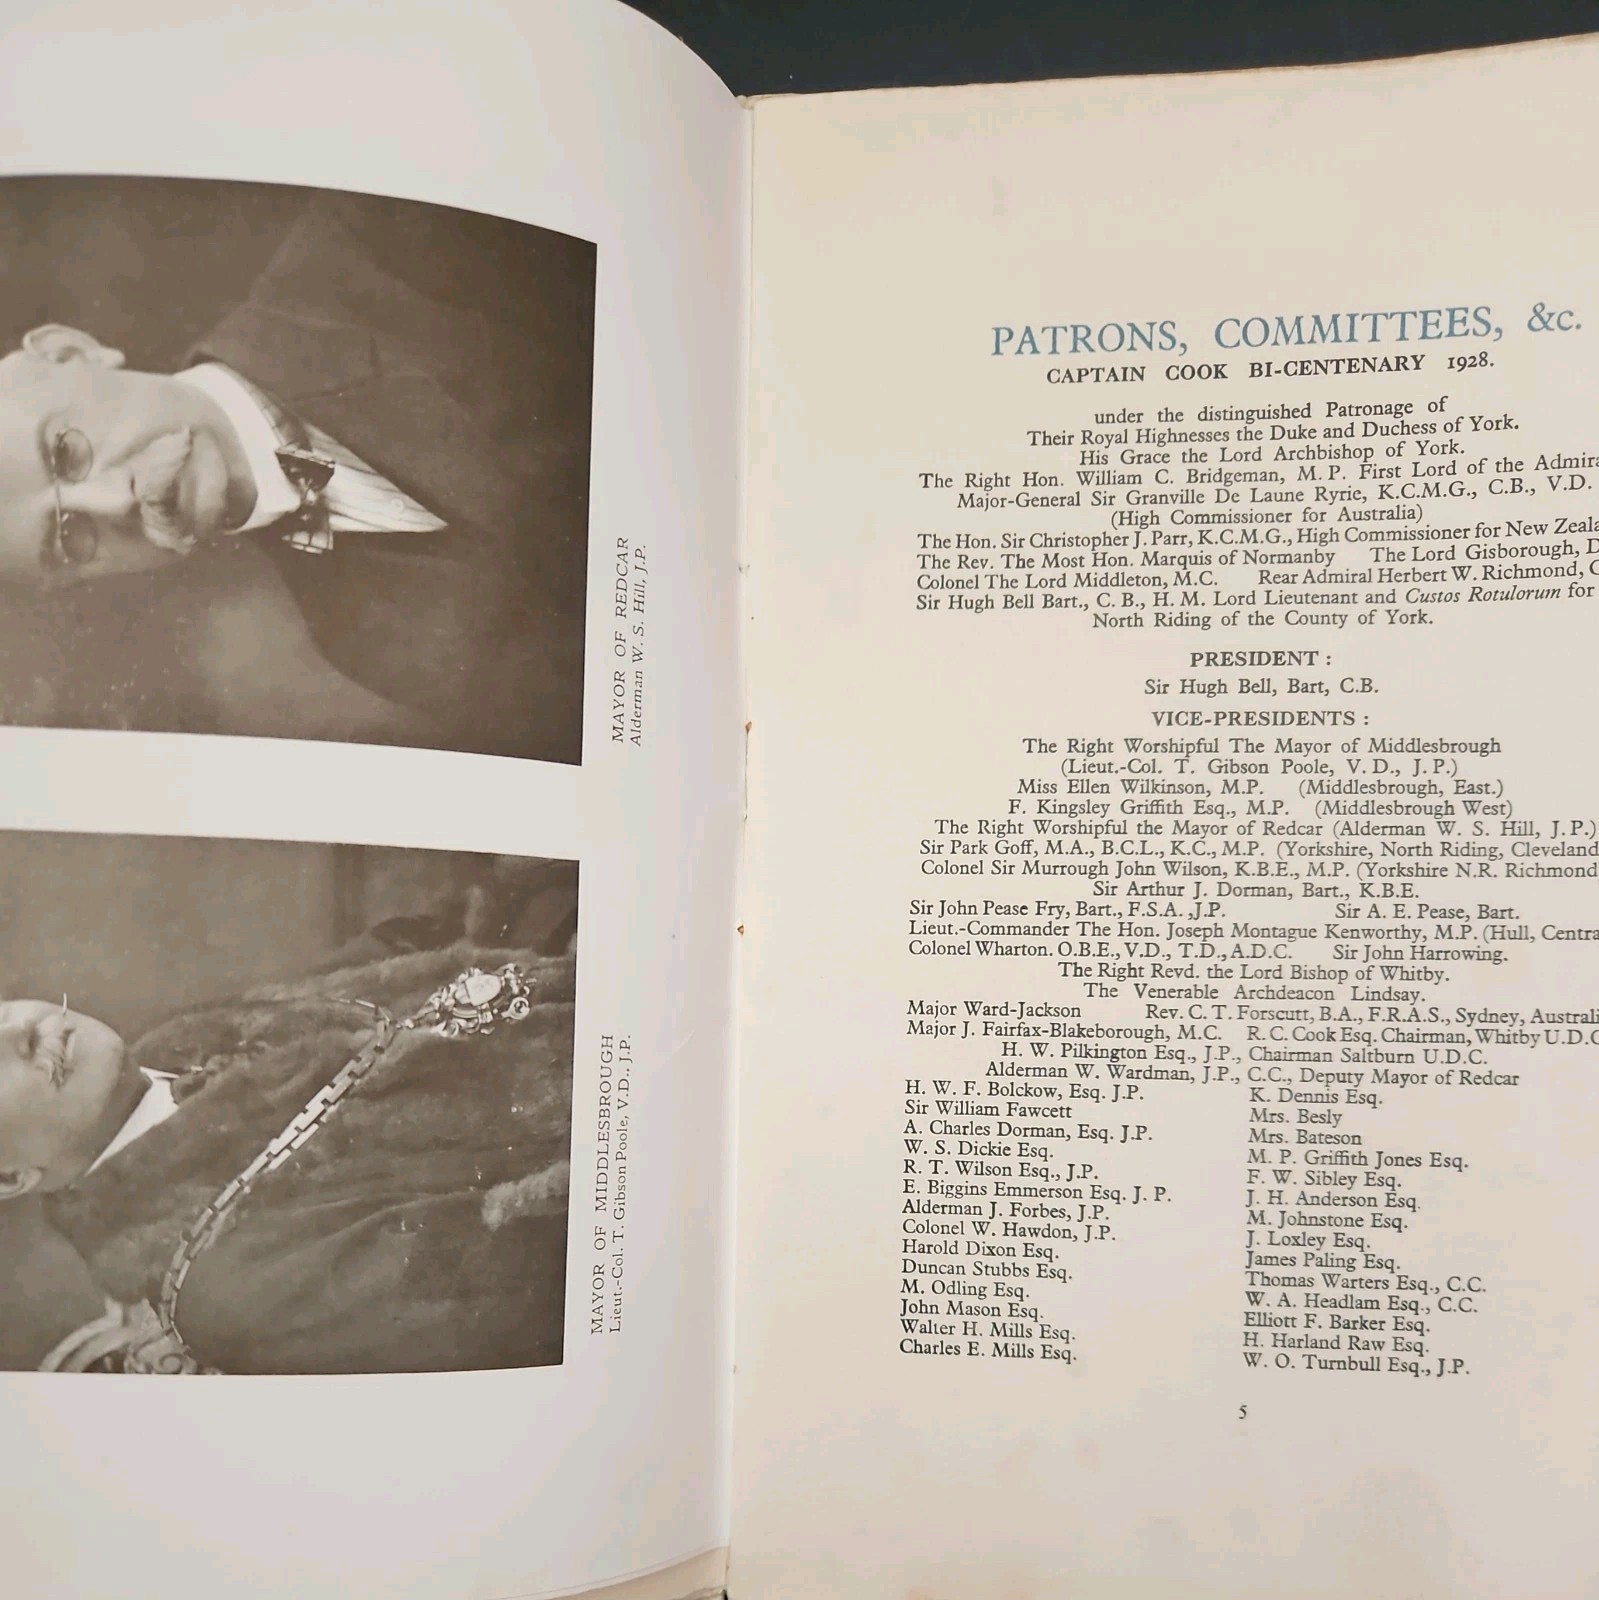 MAYOR OF REDCAR
Alderman W. S. Hill, J.P.
MAYOR OF MIDDLESBROUGH
Lieut.-Col. T. Gibson Poole, V.D., J.P.
PATRONS, COMMITTEES, &c.
CAPTAIN COOK BI-CENTENARY 1928.
under the distinguished Patronage of
Their Royal Highnesses the Duke and Duchess of York.
His Grace the Lord Archbishop of York.
The Right Hon. William C. Bridgeman, M.P. First Lord of the Admira
Major-General Sir Granville De Laune Ryrie, K.C.M.G., C.B., V.D.
(High Commissioner for Australia)
The Hon. Sir Christopher J. Parr, K.C.M.G., High Commissioner for New Zeala
The Rev. The Most Hon. Marquis of Normanby The Lord Gisborough, D
Colonel The Lord Middleton, M.C. Rear Admiral Herbert W. Richmond, C
Sir Hugh Bell Bart., C. B., H. M. Lord Lieutenant and Custos Rotulorum for
North Riding of the County of York.
PRESIDENT :
Sir Hugh Bell, Bart, C.B.
VICE-PRESIDENTS :
The Right Worshipful The Mayor of Middlesbrough
(Lieut.-Col. T. Gibson Poole, V. D., J. P.)
Miss Ellen Wilkinson, M.P. (Middlesbrough, East.)
F. Kingsley Griffith Esq., M.P. (Middlesbrough West)
The Right Worshipful the Mayor of Redcar (Alderman W. S. Hill, J. P.)
Sir Park Goff, M.A., B.C.L., K.C., M.P. (Yorkshire, North Riding, Cleveland
Colonel Sir Murrough John Wilson, K.B.E., M.P. (Yorkshire N.R. Richmond
Sir Arthur J. Dorman, Bart., K.B.E.
Sir John Pease Fry, Bart., F.S.A. ,J.P. Sir A. E. Pease, Bart.
Lieut.-Commander The Hon. Joseph Montague Kenworthy, M.P. (Hull, Centra
Colonel Wharton. O.B.E., V.D., T.D., A.D.C. Sir John Harrowing.
The Right Revd. the Lord Bishop of Whitby.
The Venerable Archdeacon Lindsay.
Major Ward-Jackson Rev. C. T. Forscutt, B.A., F.R.A.S., Sydney, Australi
Major J. Fairfax-Blakeborough, M.C. R. C. Cook Esq. Chairman, Whitby U.D.C
H. W. Pilkington Esq., J.P., Chairman Saltburn U.D.C.
Alderman W. Wardman, J.P., C.C., Deputy Mayor of Redcar
H. W. F. Bolckow, Esq. J.P.
Sir William Fawcett
A. Charles Dorman, Esq. J.P.
W. S. Dickie Esq.
R. T. Wilson Esq., J.P.
E. Biggins Emmerson Esq. J. P.
Alderman J. Forbes, J.P.
Colonel W. Hawdon, J.P.
Harold Dixon Esq.
Duncan Stubbs Esq.
M. Odling Esq.
John Mason Esq.
Walter H. Mills Esq.
Charles E. Mills Esq.
K. Dennis Esq.
Mrs. Besly
Mrs. Bateson
M. P. Griffith Jones Esq.
F. W. Sibley Esq.
J. H. Anderson Esq.
M. Johnstone Esq.
J. Loxley Esq.
James Paling Esq.
Thomas Warters Esq., C.C.
W. A. Headlam Esq., C.C.
Elliott F. Barker Esq.
H. Harland Raw Esq.
W. O. Turnbull Esq., J.P.
5